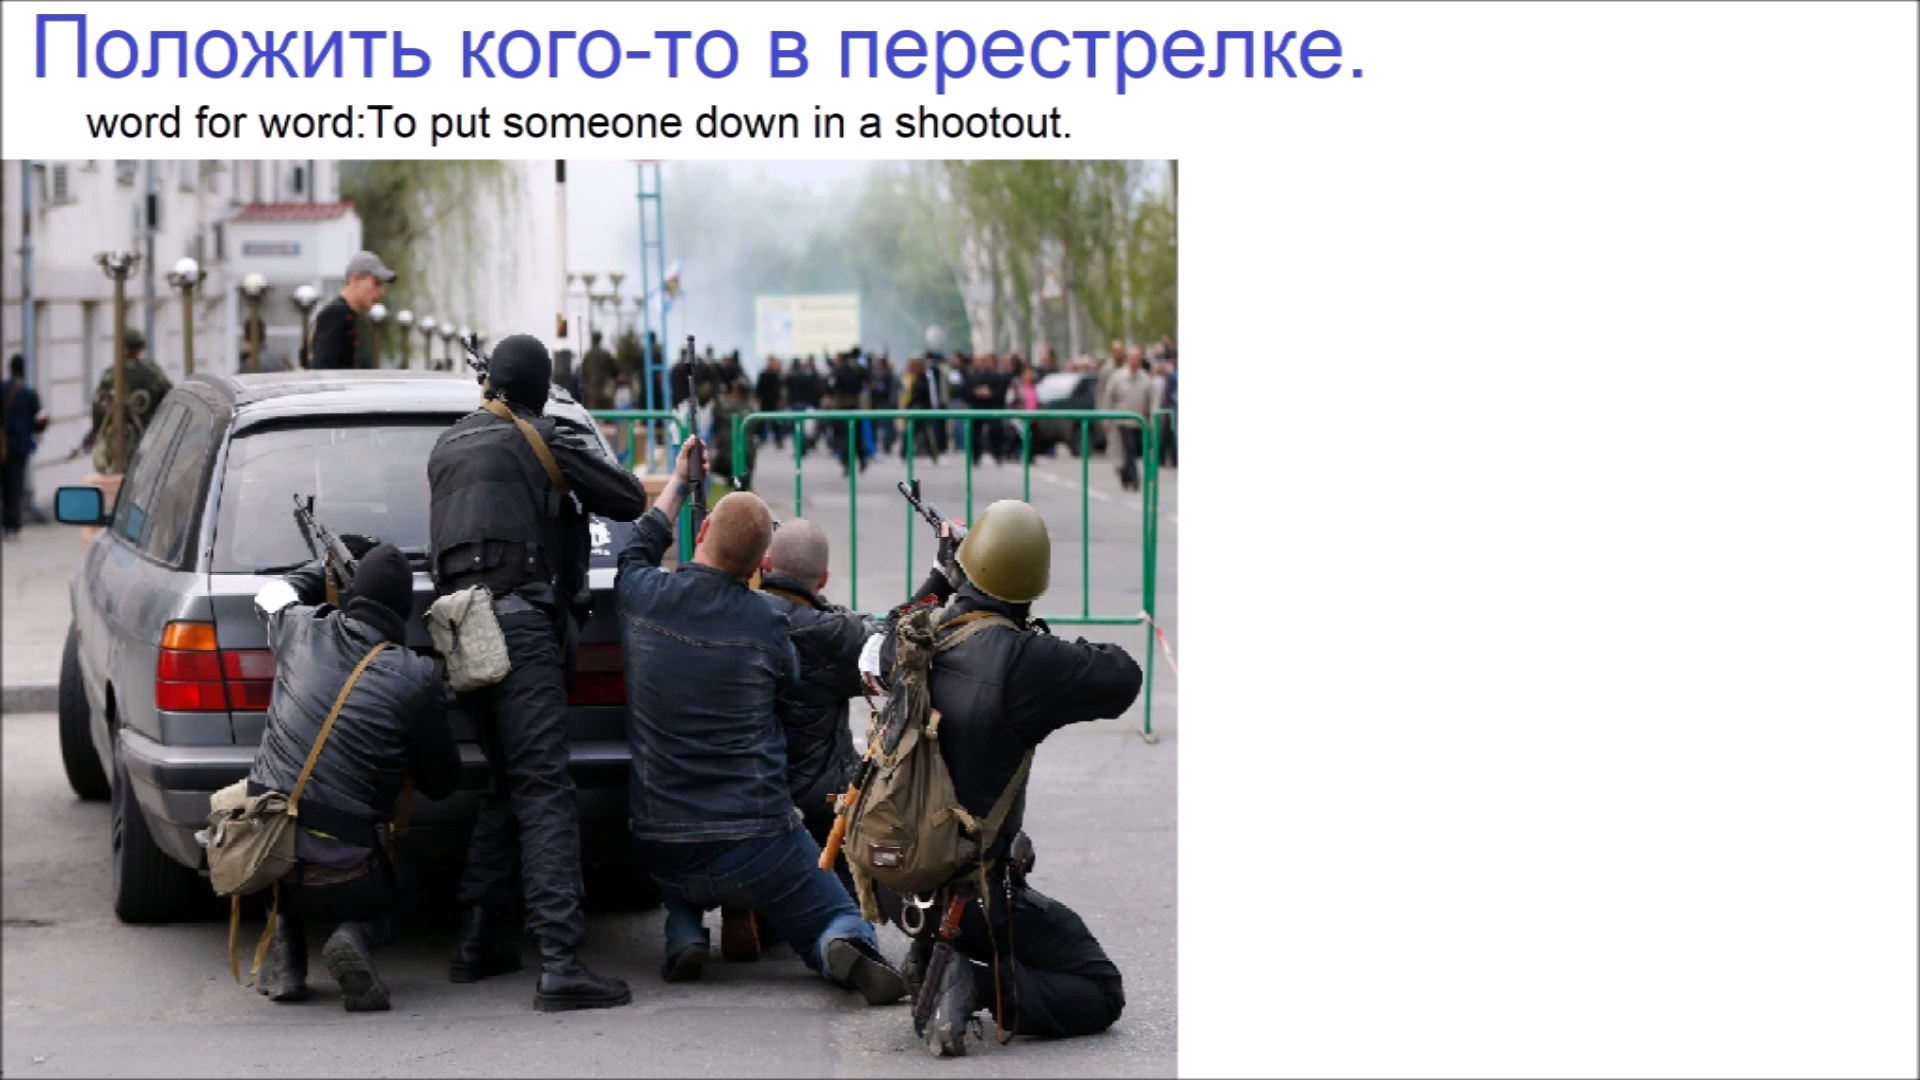 Положить кого-то в перестрелке.
word for word:To put someone down in a shootout.